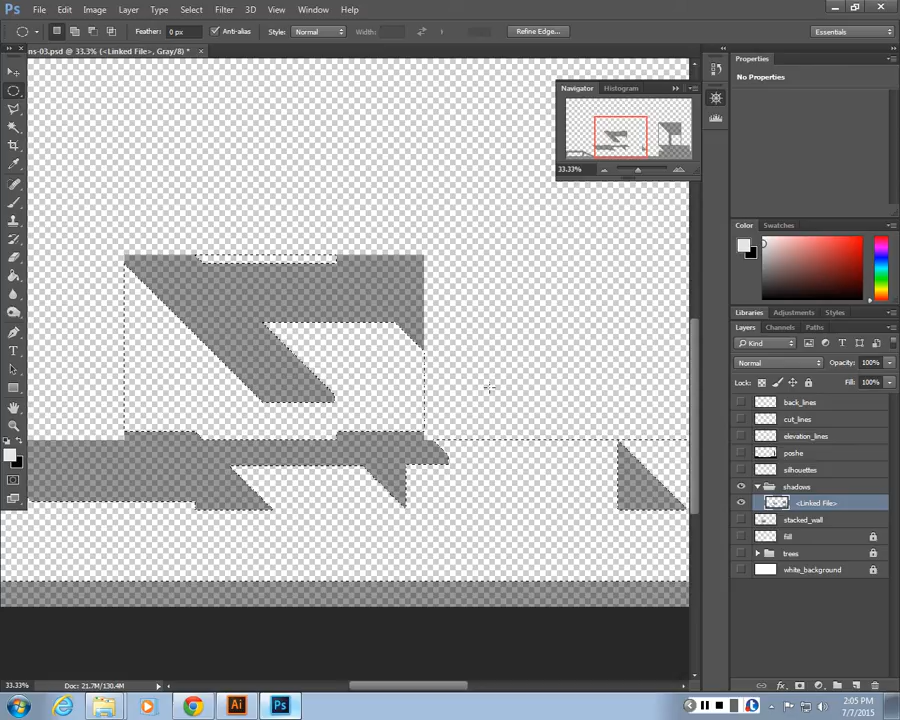 Ps File Edit Image Layer Type Select Filter 3D View Window Help
Feather: 0 px Anti-alias Style: Normal Width: Height: Refine Edge... Essentials
ns-03.psd @ 33.3% (<Linked File>, Gray/8) *
Properties
No Properties
Navigator Histogram
33.33%
Color Swatches
Libraries Adjustments Styles
Layers Channels Paths
Kind
Normal Opacity: 100%
Lock: Fill: 100%
back_lines
cut_lines
elevation_lines
poshe
silhouettes
shadows
<Linked File>
stacked_wall
fill
trees
white_background
33.33% Doc: 21.7M/130.4M
Ai Ps
2:05 PM
7/7/2015